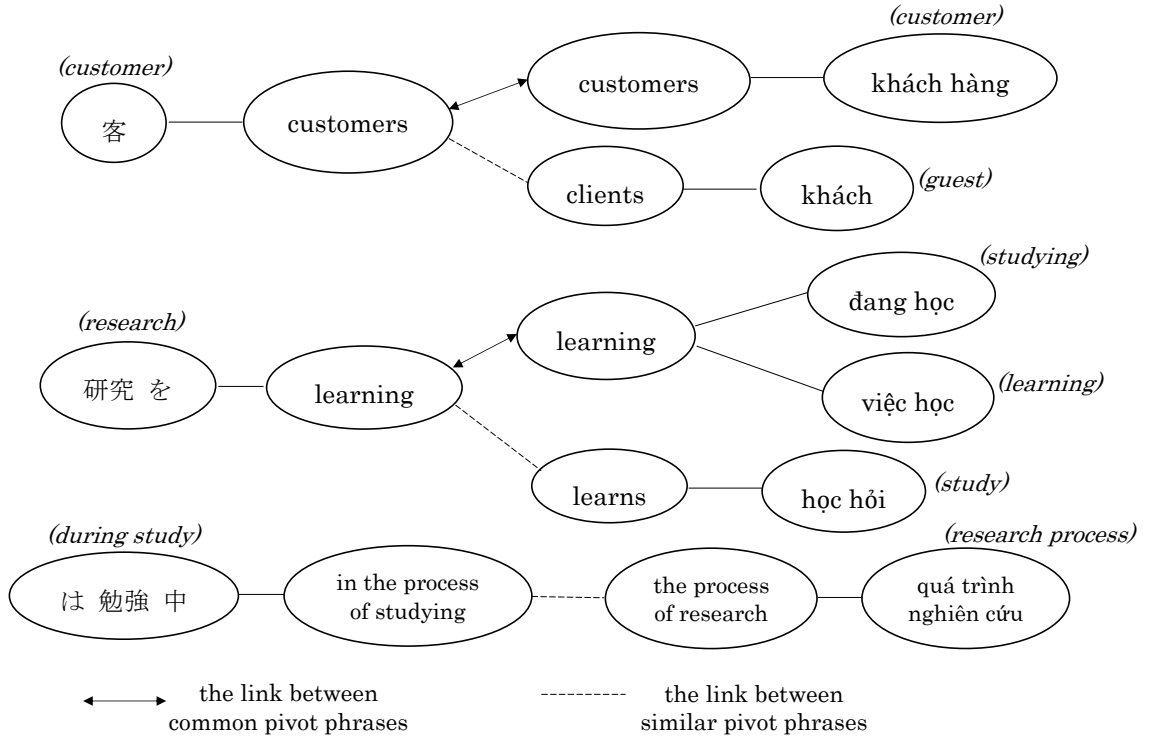 (customer)
客
customers
customers
(customer)
khách hàng
clients
khách
(guest)
(research)
研究 を
learning
learning
(studying)
đang học
việc học
(learning)
learns
học hỏi
(study)
(during study)
は 勉強 中
in the process
of studying
the process
of research
(research process)
quá trình
nghiên cứu
the link between
common pivot phrases
the link between
similar pivot phrases